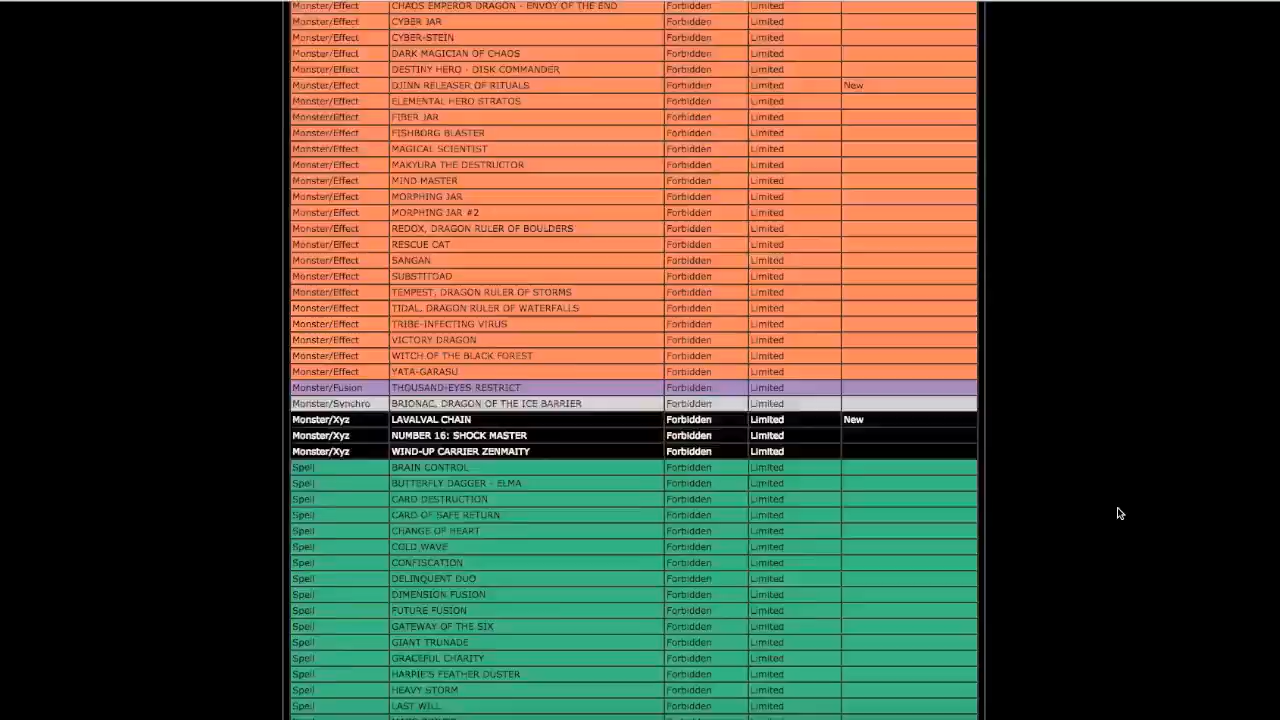 Monster/Effect CHAOS EMPEROR DRAGON - ENVOY OF THE END Forbidden Limited
Monster/Effect CYBER JAR Forbidden Limited
Monster/Effect CYBER-STEIN Forbidden Limited
Monster/Effect DARK MAGICIAN OF CHAOS Forbidden Limited
Monster/Effect DESTINY HERO - DISK COMMANDER Forbidden Limited
Monster/Effect DJINN RELEASER OF RITUALS Forbidden Limited New
Monster/Effect ELEMENTAL HERO STRATOS Forbidden Limited
Monster/Effect FIBER JAR Forbidden Limited
Monster/Effect FISHBORG BLASTER Forbidden Limited
Monster/Effect MAGICAL SCIENTIST Forbidden Limited
Monster/Effect MAKYURA THE DESTRUCTOR Forbidden Limited
Monster/Effect MIND MASTER Forbidden Limited
Monster/Effect MORPHING JAR Forbidden Limited
Monster/Effect MORPHING JAR #2 Forbidden Limited
Monster/Effect REDOX, DRAGON RULER OF BOULDERS Forbidden Limited
Monster/Effect RESCUE CAT Forbidden Limited
Monster/Effect SANGAN Forbidden Limited
Monster/Effect SUBSTITOAD Forbidden Limited
Monster/Effect TEMPEST, DRAGON RULER OF STORMS Forbidden Limited
Monster/Effect TIDAL, DRAGON RULER OF WATERFALLS Forbidden Limited
Monster/Effect TRIBE-INFECTING VIRUS Forbidden Limited
Monster/Effect VICTORY DRAGON Forbidden Limited
Monster/Effect WITCH OF THE BLACK FOREST Forbidden Limited
Monster/Effect YATA-GARASU Forbidden Limited
Monster/Fusion THOUSAND-EYES RESTRICT Forbidden Limited
Monster/Synchro BRIONAC, DRAGON OF THE ICE BARRIER Forbidden Limited
Monster/Xyz LAVALVAL CHAIN Forbidden Limited New
Monster/Xyz NUMBER 16: SHOCK MASTER Forbidden Limited
Monster/Xyz WIND-UP CARRIER ZENMAITY Forbidden Limited
Spell BRAIN CONTROL Forbidden Limited
Spell BUTTERFLY DAGGER - ELMA Forbidden Limited
Spell CARD DESTRUCTION Forbidden Limited
Spell CARD OF SAFE RETURN Forbidden Limited
Spell CHANGE OF HEART Forbidden Limited
Spell COLD WAVE Forbidden Limited
Spell CONFISCATION Forbidden Limited
Spell DELINQUENT DUO Forbidden Limited
Spell DIMENSION FUSION Forbidden Limited
Spell FUTURE FUSION Forbidden Limited
Spell GATEWAY OF THE SIX Forbidden Limited
Spell GIANT TRUNADE Forbidden Limited
Spell GRACEFUL CHARITY Forbidden Limited
Spell HARPIE'S FEATHER DUSTER Forbidden Limited
Spell HEAVY STORM Forbidden Limited
Spell LAST WILL Forbidden Limited